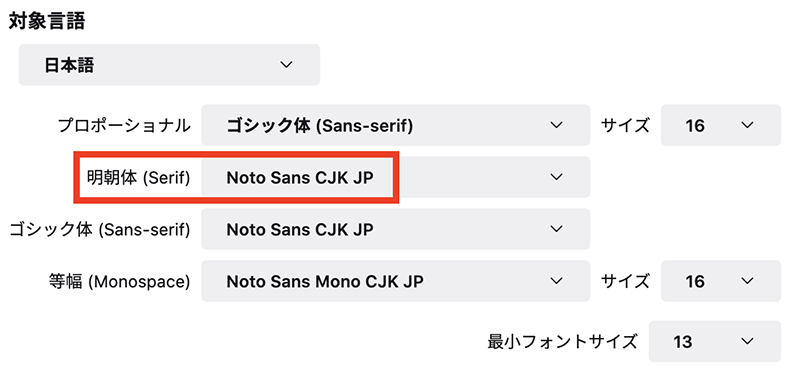 対象言語
日本語
プロポーショナル ゴシック体 (Sans-serif) サイズ 16
明朝体 (Serif) Noto Sans CJK JP
ゴシック体 (Sans-serif) Noto Sans CJK JP
等幅 (Monospace) Noto Sans Mono CJK JP サイズ 16
最小フォントサイズ 13